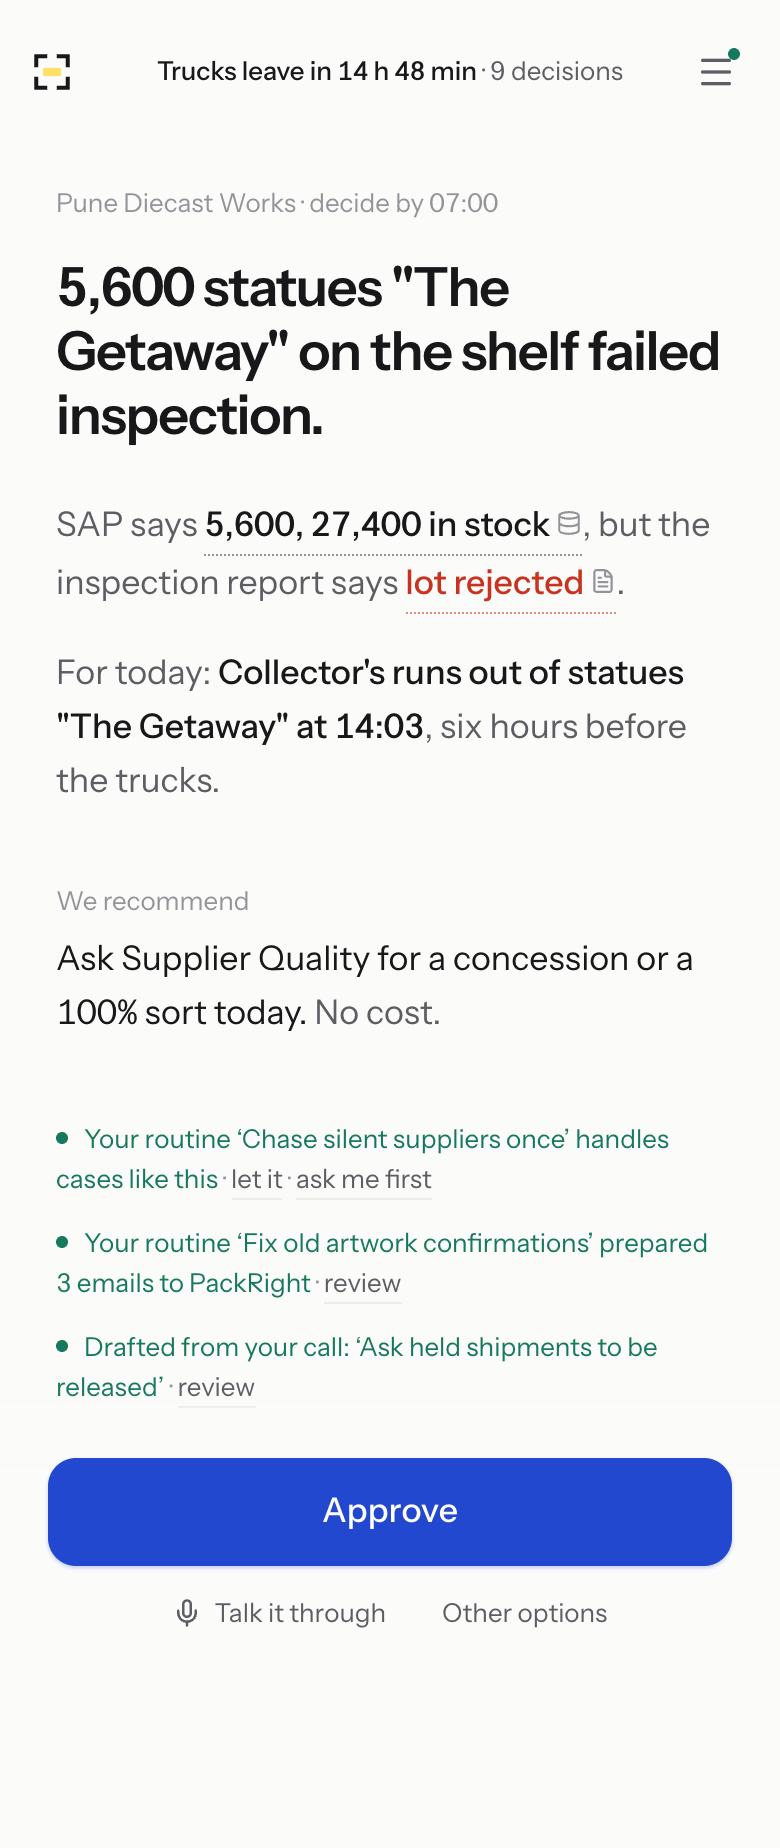 Trucks leave in 14 h 48 min · 9 decisions
Pune Diecast Works · decide by 07:00
5,600 statues "The
Getaway" on the shelf failed
inspection.
SAP says 5,600, 27,400 in stock, but the
inspection report says lot rejected.
For today: Collector's runs out of statues
"The Getaway" at 14:03, six hours before
the trucks.
We recommend
Ask Supplier Quality for a concession or a
100% sort today. No cost.
Your routine ‘Chase silent suppliers once’ handles
cases like this · let it · ask me first
Your routine ‘Fix old artwork confirmations’ prepared
3 emails to PackRight · review
Drafted from your call: ‘Ask held shipments to be
released’ · review
Approve
Talk it through
Other options